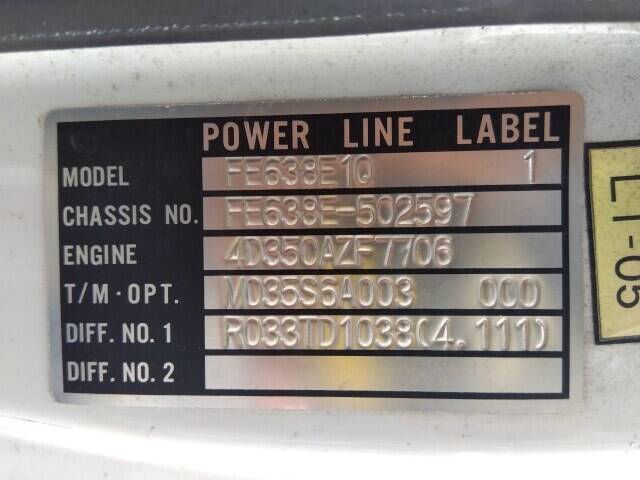 POWER LINE LABEL
MODEL FE638E1Q 1
CHASSIS NO. FE638E-502597
ENGINE 4D350AZF7706
T/M·OPT. M035S6A003 000
DIFF. NO. 1 R033TD1038(4.111)
DIFF. NO. 2
LT-05